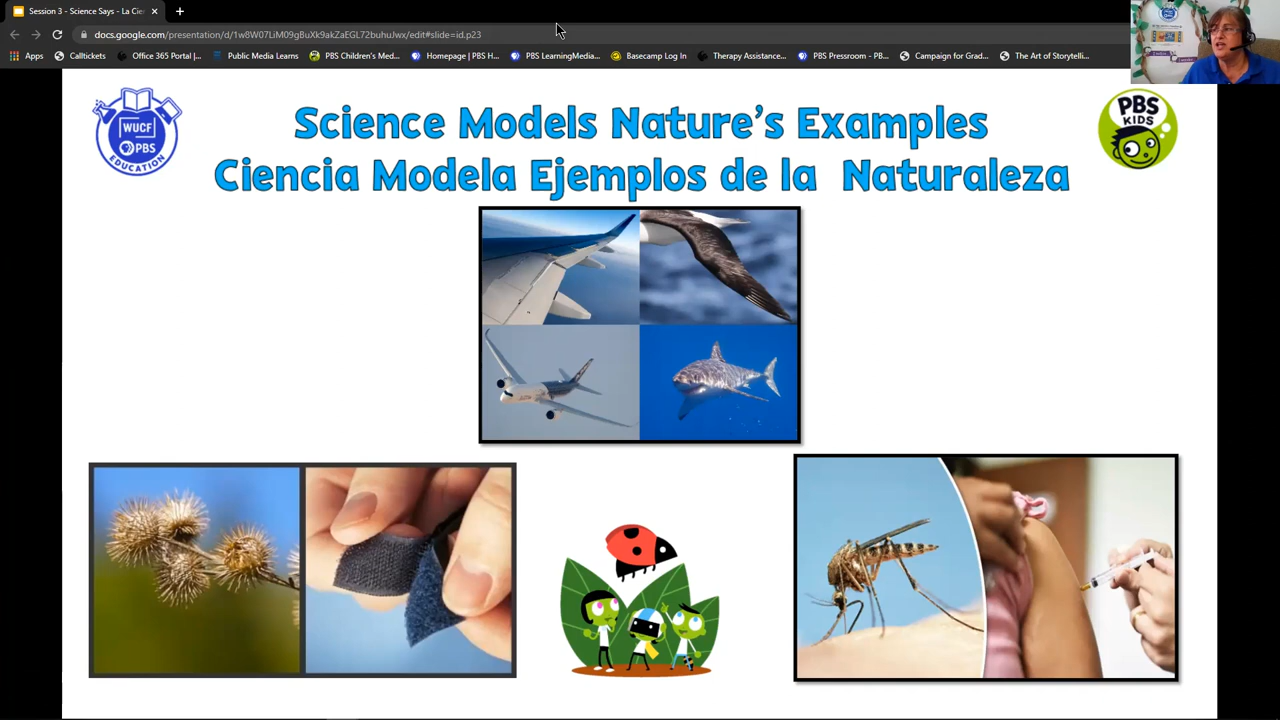 Session 3 - Science Says - La Cie
docs.google.com/presentation/d/1w8W07LiM09gBuXk9akZaEGL72buhuJwx/edit#slide=id.p23
Apps Calltickets Office 365 Portal |... Public Media Learns PBS Children's Med... Homepage | PBS H... PBS LearningMedia... Basecamp Log In Therapy Assistance... PBS Pressroom - PB... Campaign for Grad... The Art of Storytelli...
Science Models Nature's Examples
Ciencia Modela Ejemplos de la Naturaleza
WUCF
PBS
EDUCATION
PBS
KIDS